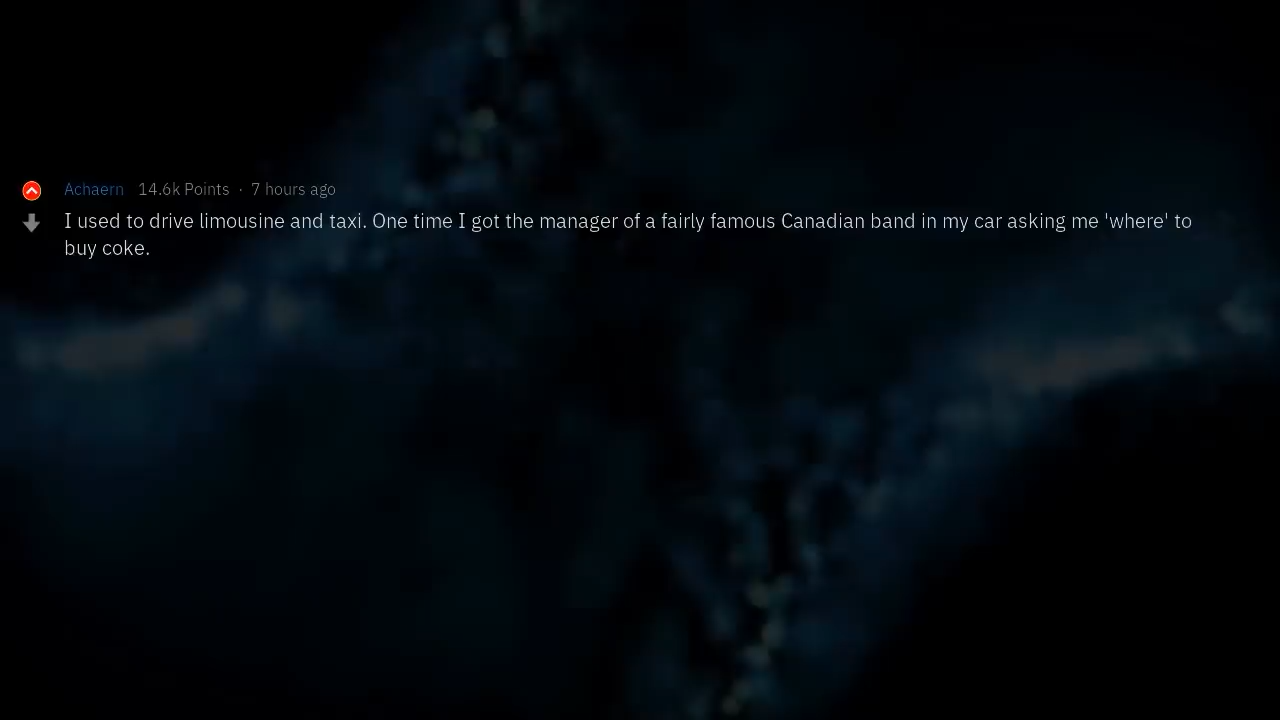 Achaern 14.6k Points · 7 hours ago
I used to drive limousine and taxi. One time I got the manager of a fairly famous Canadian band in my car asking me 'where' to
buy coke.